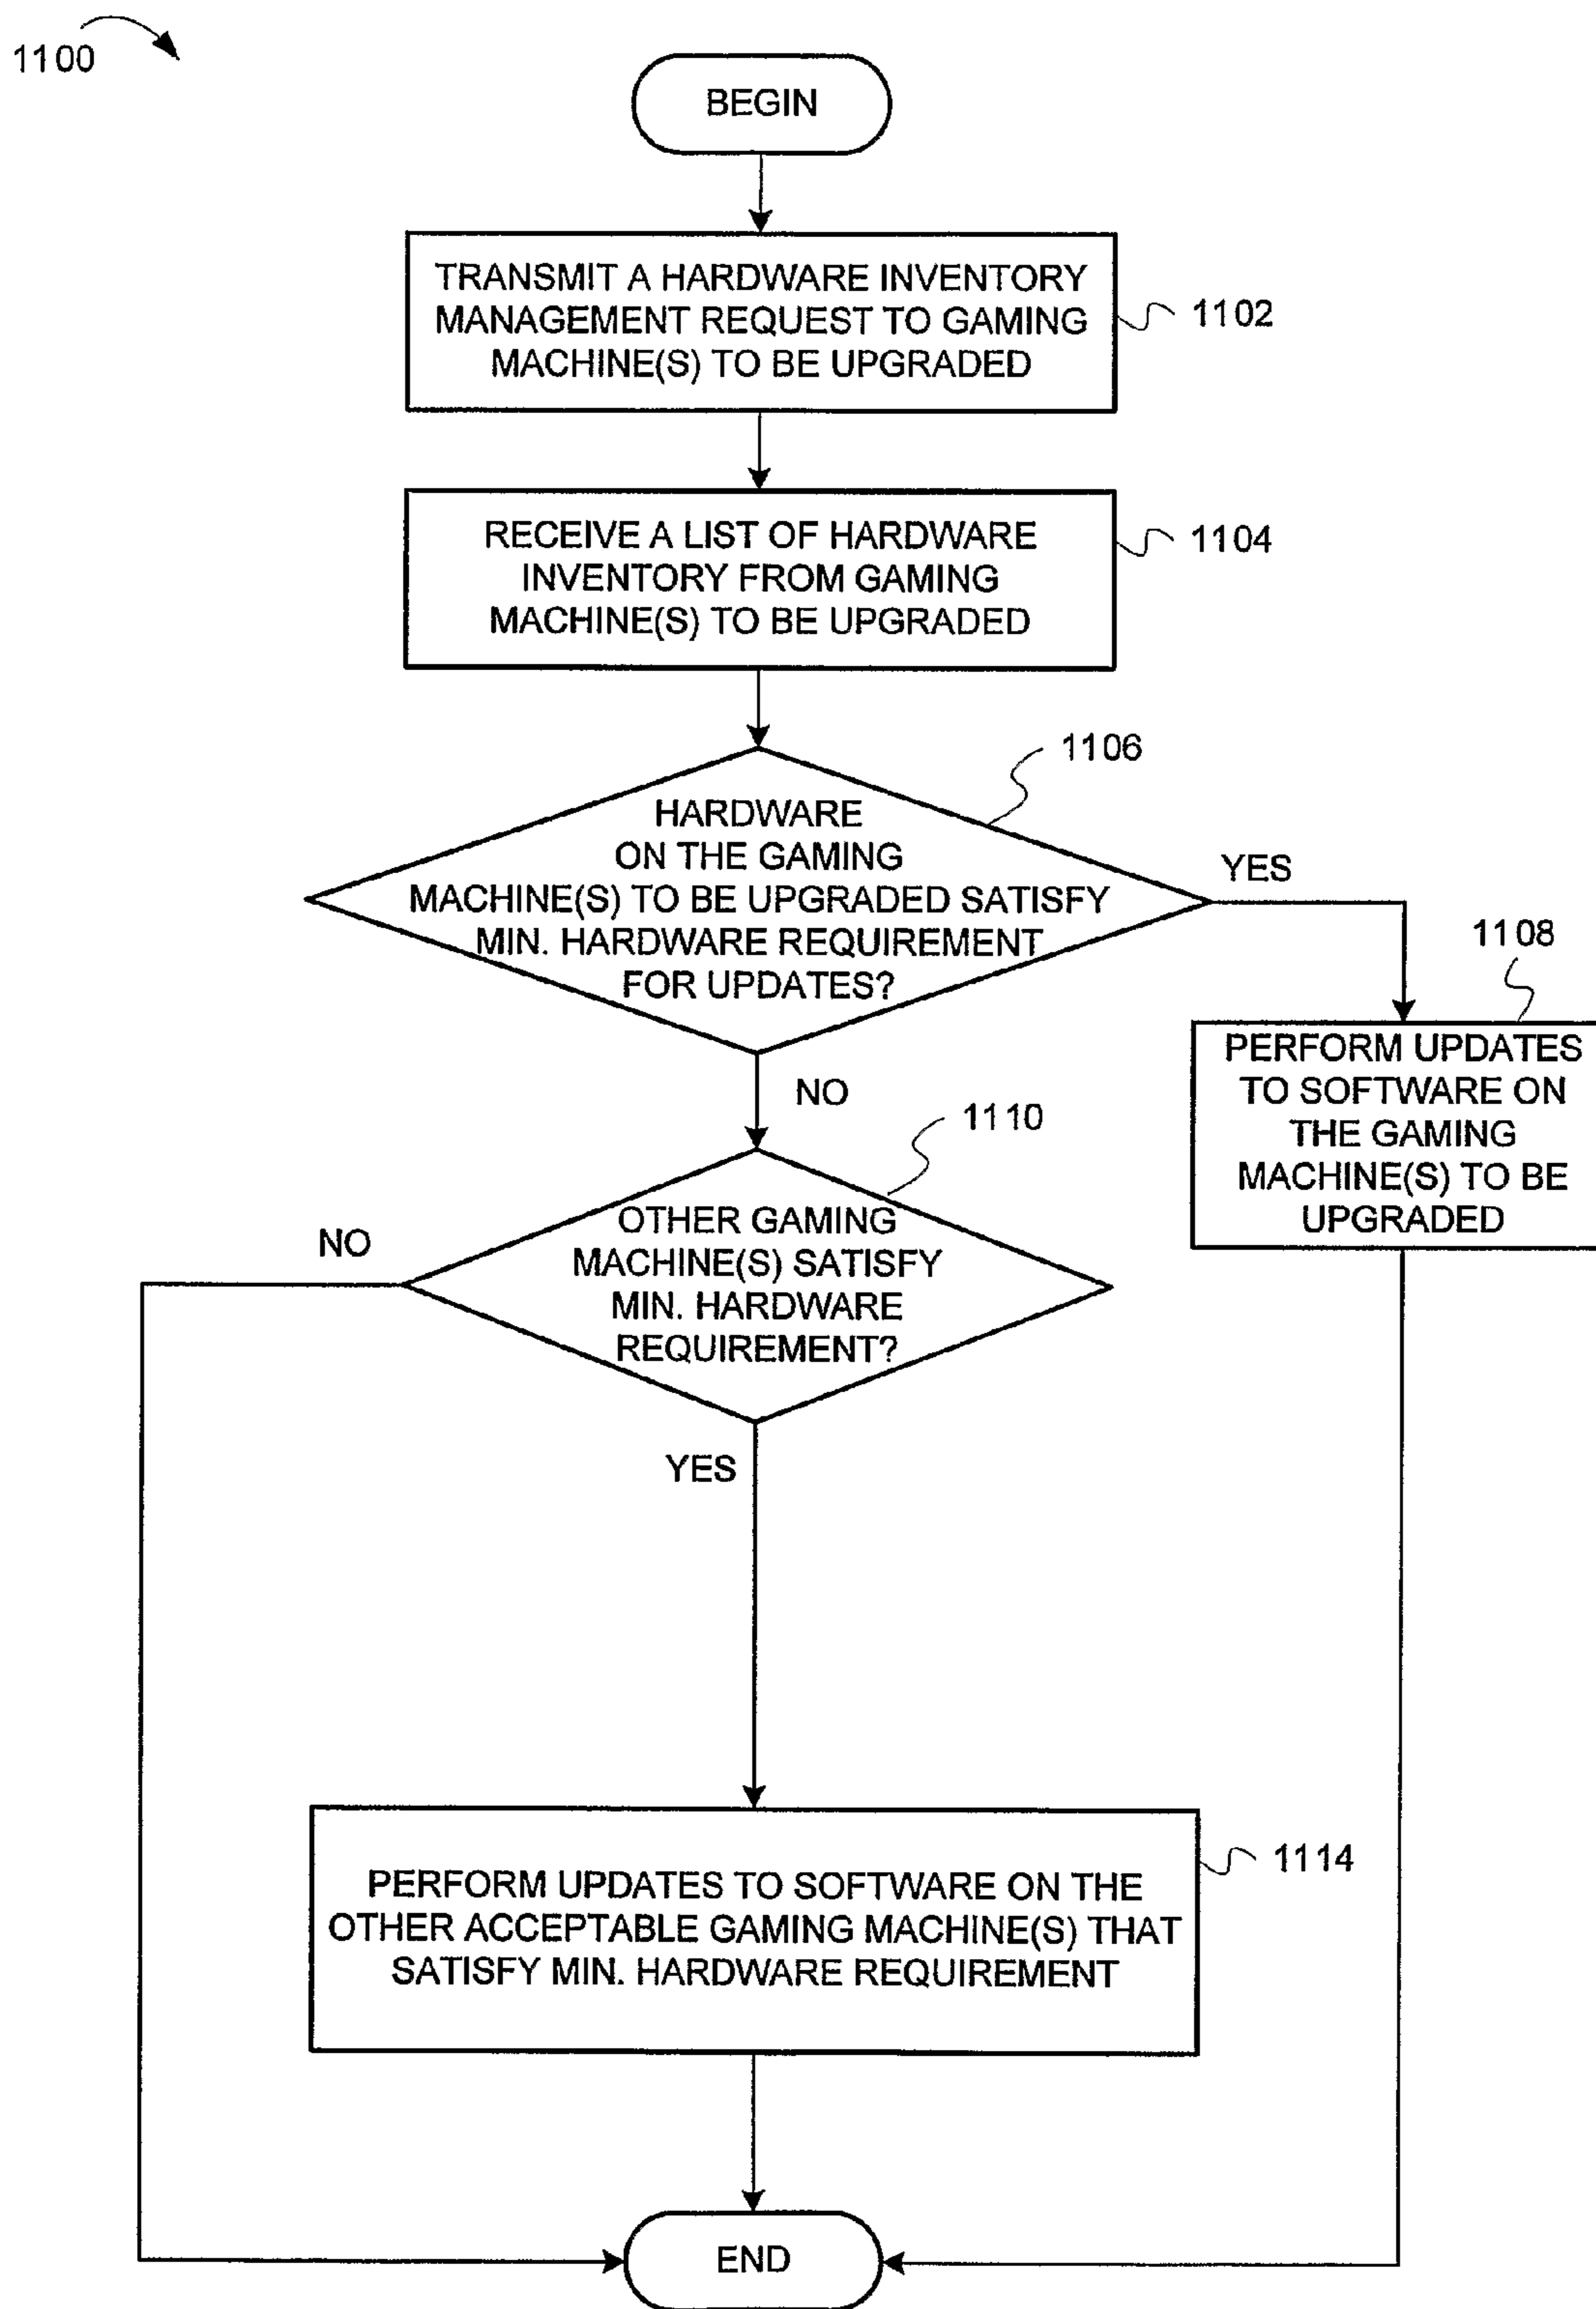 1100
BEGIN
TRANSMIT A HARDWARE INVENTORY
MANAGEMENT REQUEST TO GAMING
MACHINE(S) TO BE UPGRADED
1102
RECEIVE A LIST OF HARDWARE
INVENTORY FROM GAMING
MACHINE(S) TO BE UPGRADED
1104
1106
HARDWARE
ON THE GAMING
MACHINE(S) TO BE UPGRADED SATISFY
MIN. HARDWARE REQUIREMENT
FOR UPDATES?
YES
1108
PERFORM UPDATES
TO SOFTWARE ON
THE GAMING
MACHINE(S) TO BE
UPGRADED
NO
1110
OTHER GAMING
MACHINE(S) SATISFY
MIN. HARDWARE
REQUIREMENT?
NO
YES
1114
PERFORM UPDATES TO SOFTWARE ON THE
OTHER ACCEPTABLE GAMING MACHINE(S) THAT
SATISFY MIN. HARDWARE REQUIREMENT
END